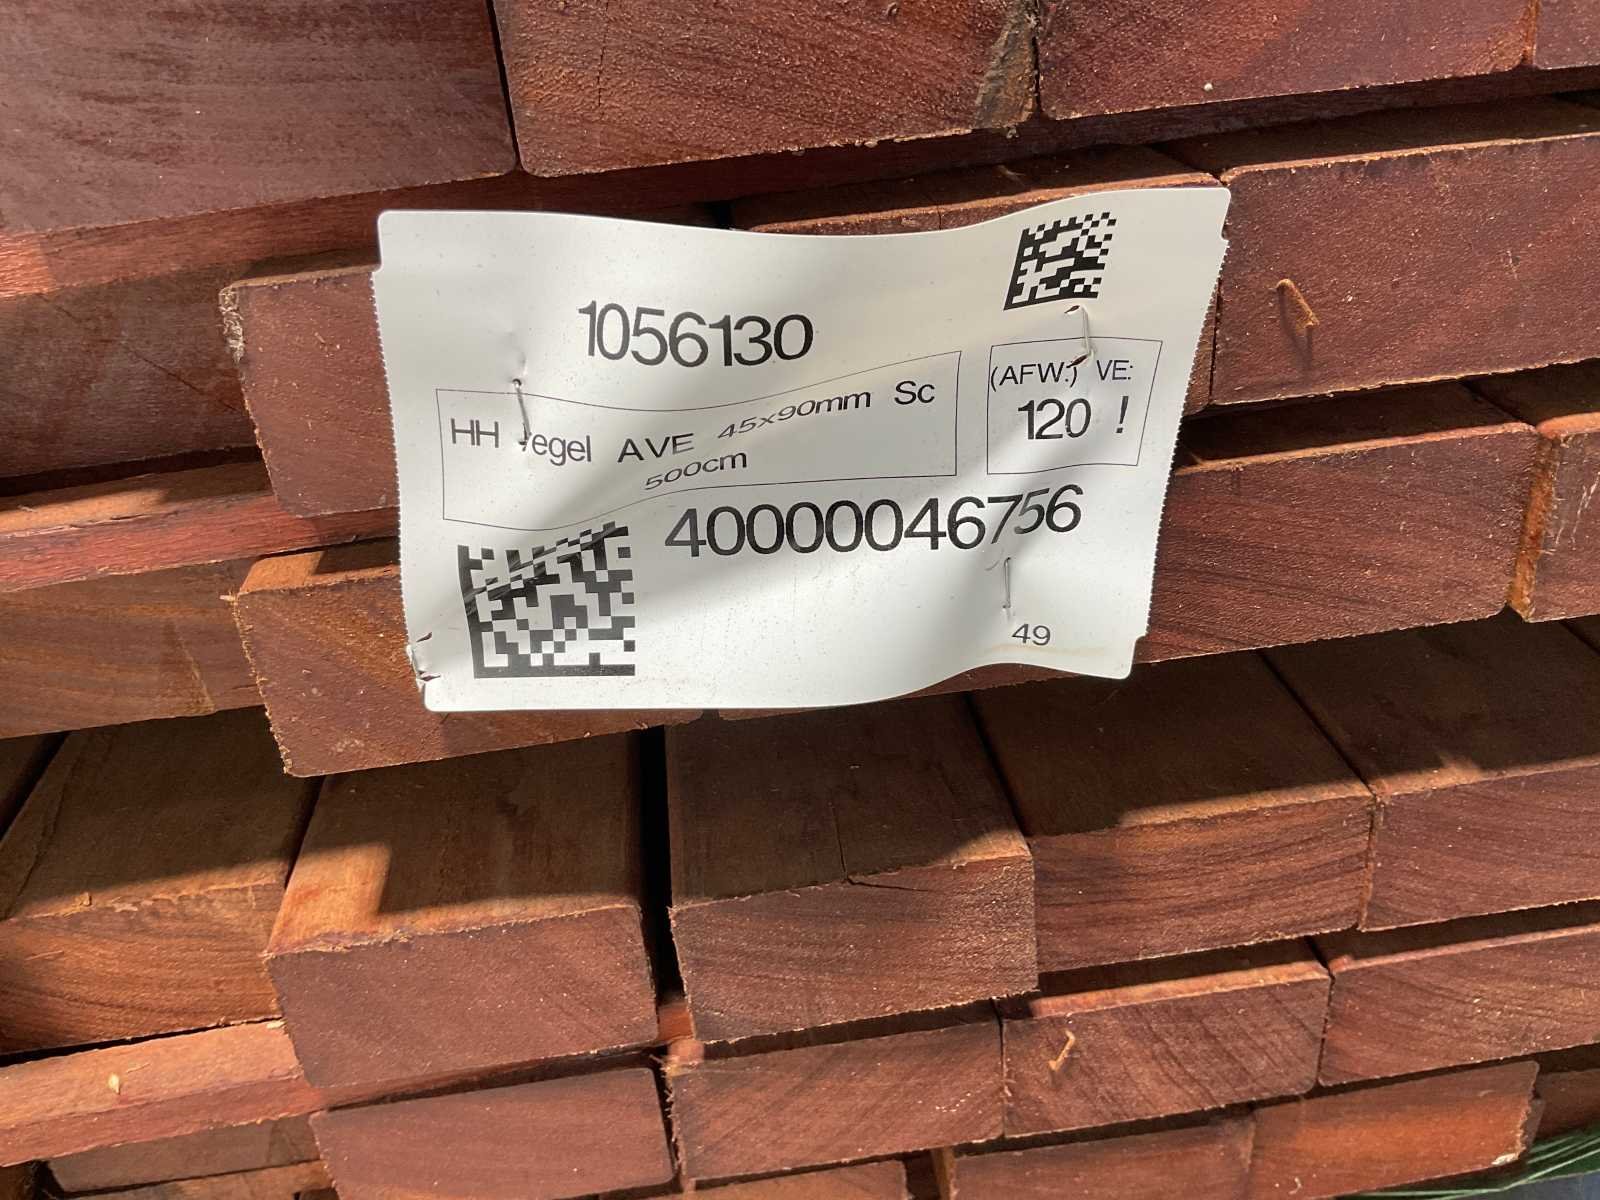 1056130
HH regel AVE 45x90mm Sc
500cm
(AFW:) VE:
120 !
40000046756
49